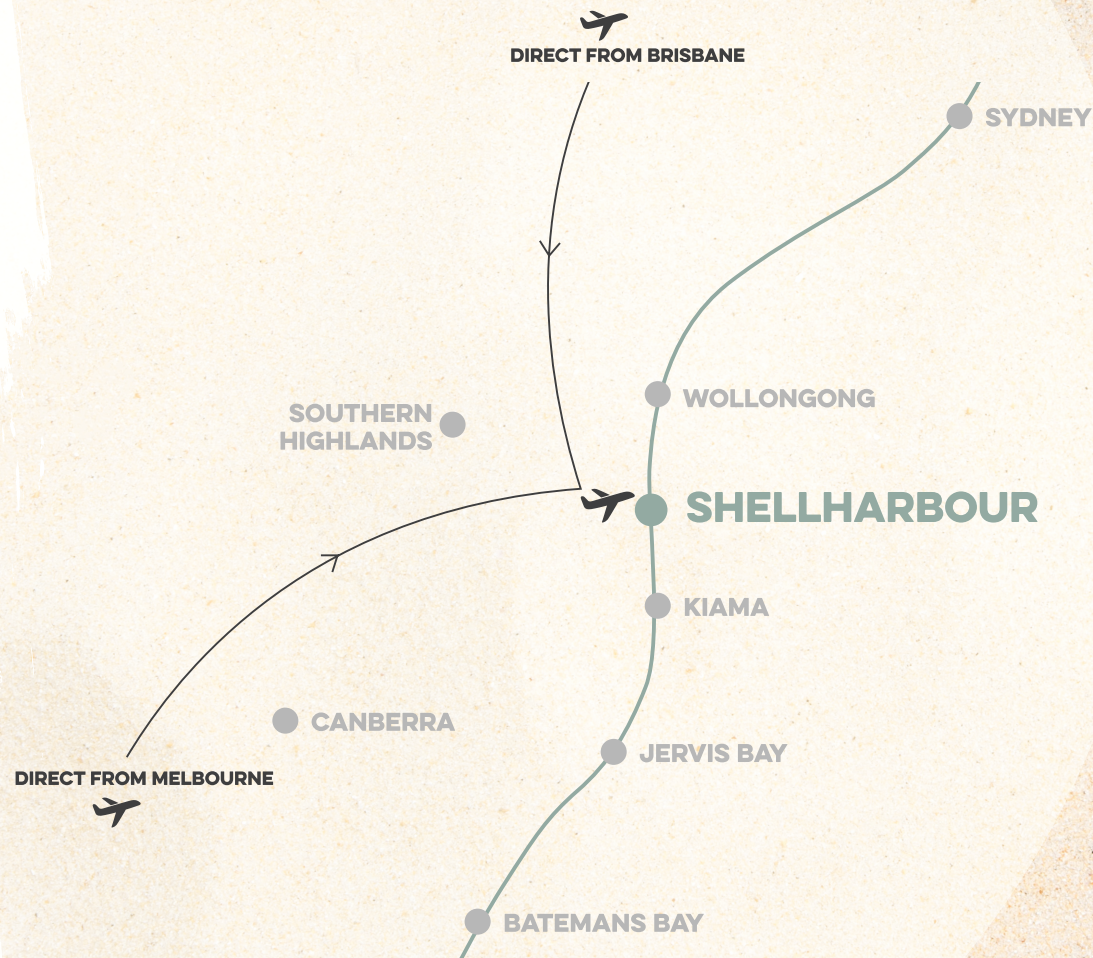 DIRECT FROM BRISBANE
SYDNEY
WOLLONGONG
SOUTHERN
HIGHLANDS
SHELLHARBOUR
KIAMA
CANBERRA
JERVIS BAY
DIRECT FROM MELBOURNE
BATEMANS BAY